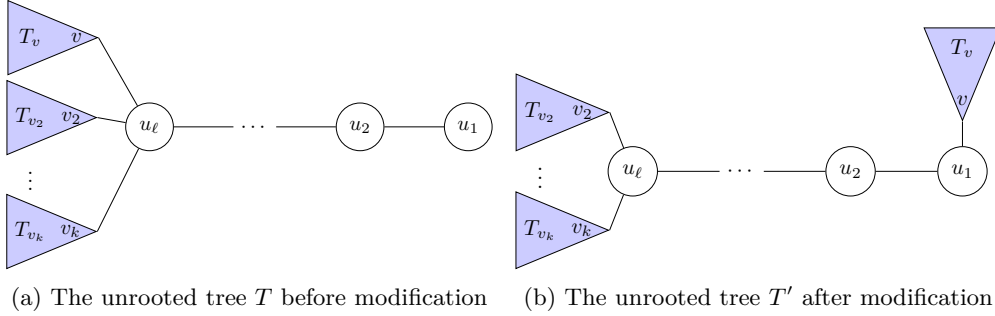 T_v v
T_{v_2} v_2
⋮
T_{v_k} v_k
u_ℓ ⋯ u_2 u_1
(a) The unrooted tree T before modification
T_v
v
T_{v_2} v_2
⋮
T_{v_k} v_k
u_ℓ ⋯ u_2 u_1
(b) The unrooted tree T′ after modification